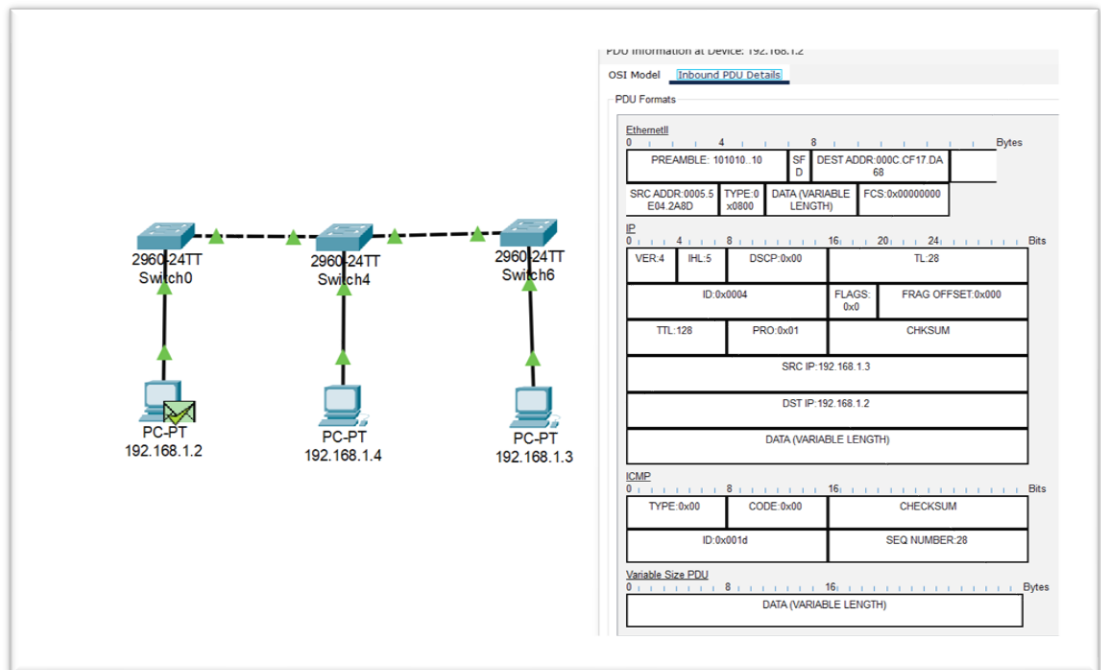 2960-24TT
Switch0
2960-24TT
Switch4
2960-24TT
Switch6
PC-PT
192.168.1.2
PC-PT
192.168.1.4
PC-PT
192.168.1.3
PDU Information at Device: 192.168.1.2
OSI Model Inbound PDU Details
PDU Formats
EthernetII
0 4 8 Bytes
PREAMBLE: 101010..10
SF
D
DEST ADDR:000C.CF17.DA
68
SRC ADDR:0005.5
E04.2A8D
TYPE:0
x0800
DATA (VARIABLE
LENGTH)
FCS:0x00000000
IP
0 4 8 16 20 24 Bits
VER:4 IHL:5 DSCP:0x00 TL:28
ID:0x0004
FLAGS:
0x0
FRAG OFFSET:0x000
TTL:128 PRO:0x01 CHKSUM
SRC IP:192.168.1.3
DST IP:192.168.1.2
DATA (VARIABLE LENGTH)
ICMP
0 8 16 Bits
TYPE:0x00 CODE:0x00 CHECKSUM
ID:0x001d SEQ NUMBER:28
Variable Size PDU
0 8 16 Bytes
DATA (VARIABLE LENGTH)